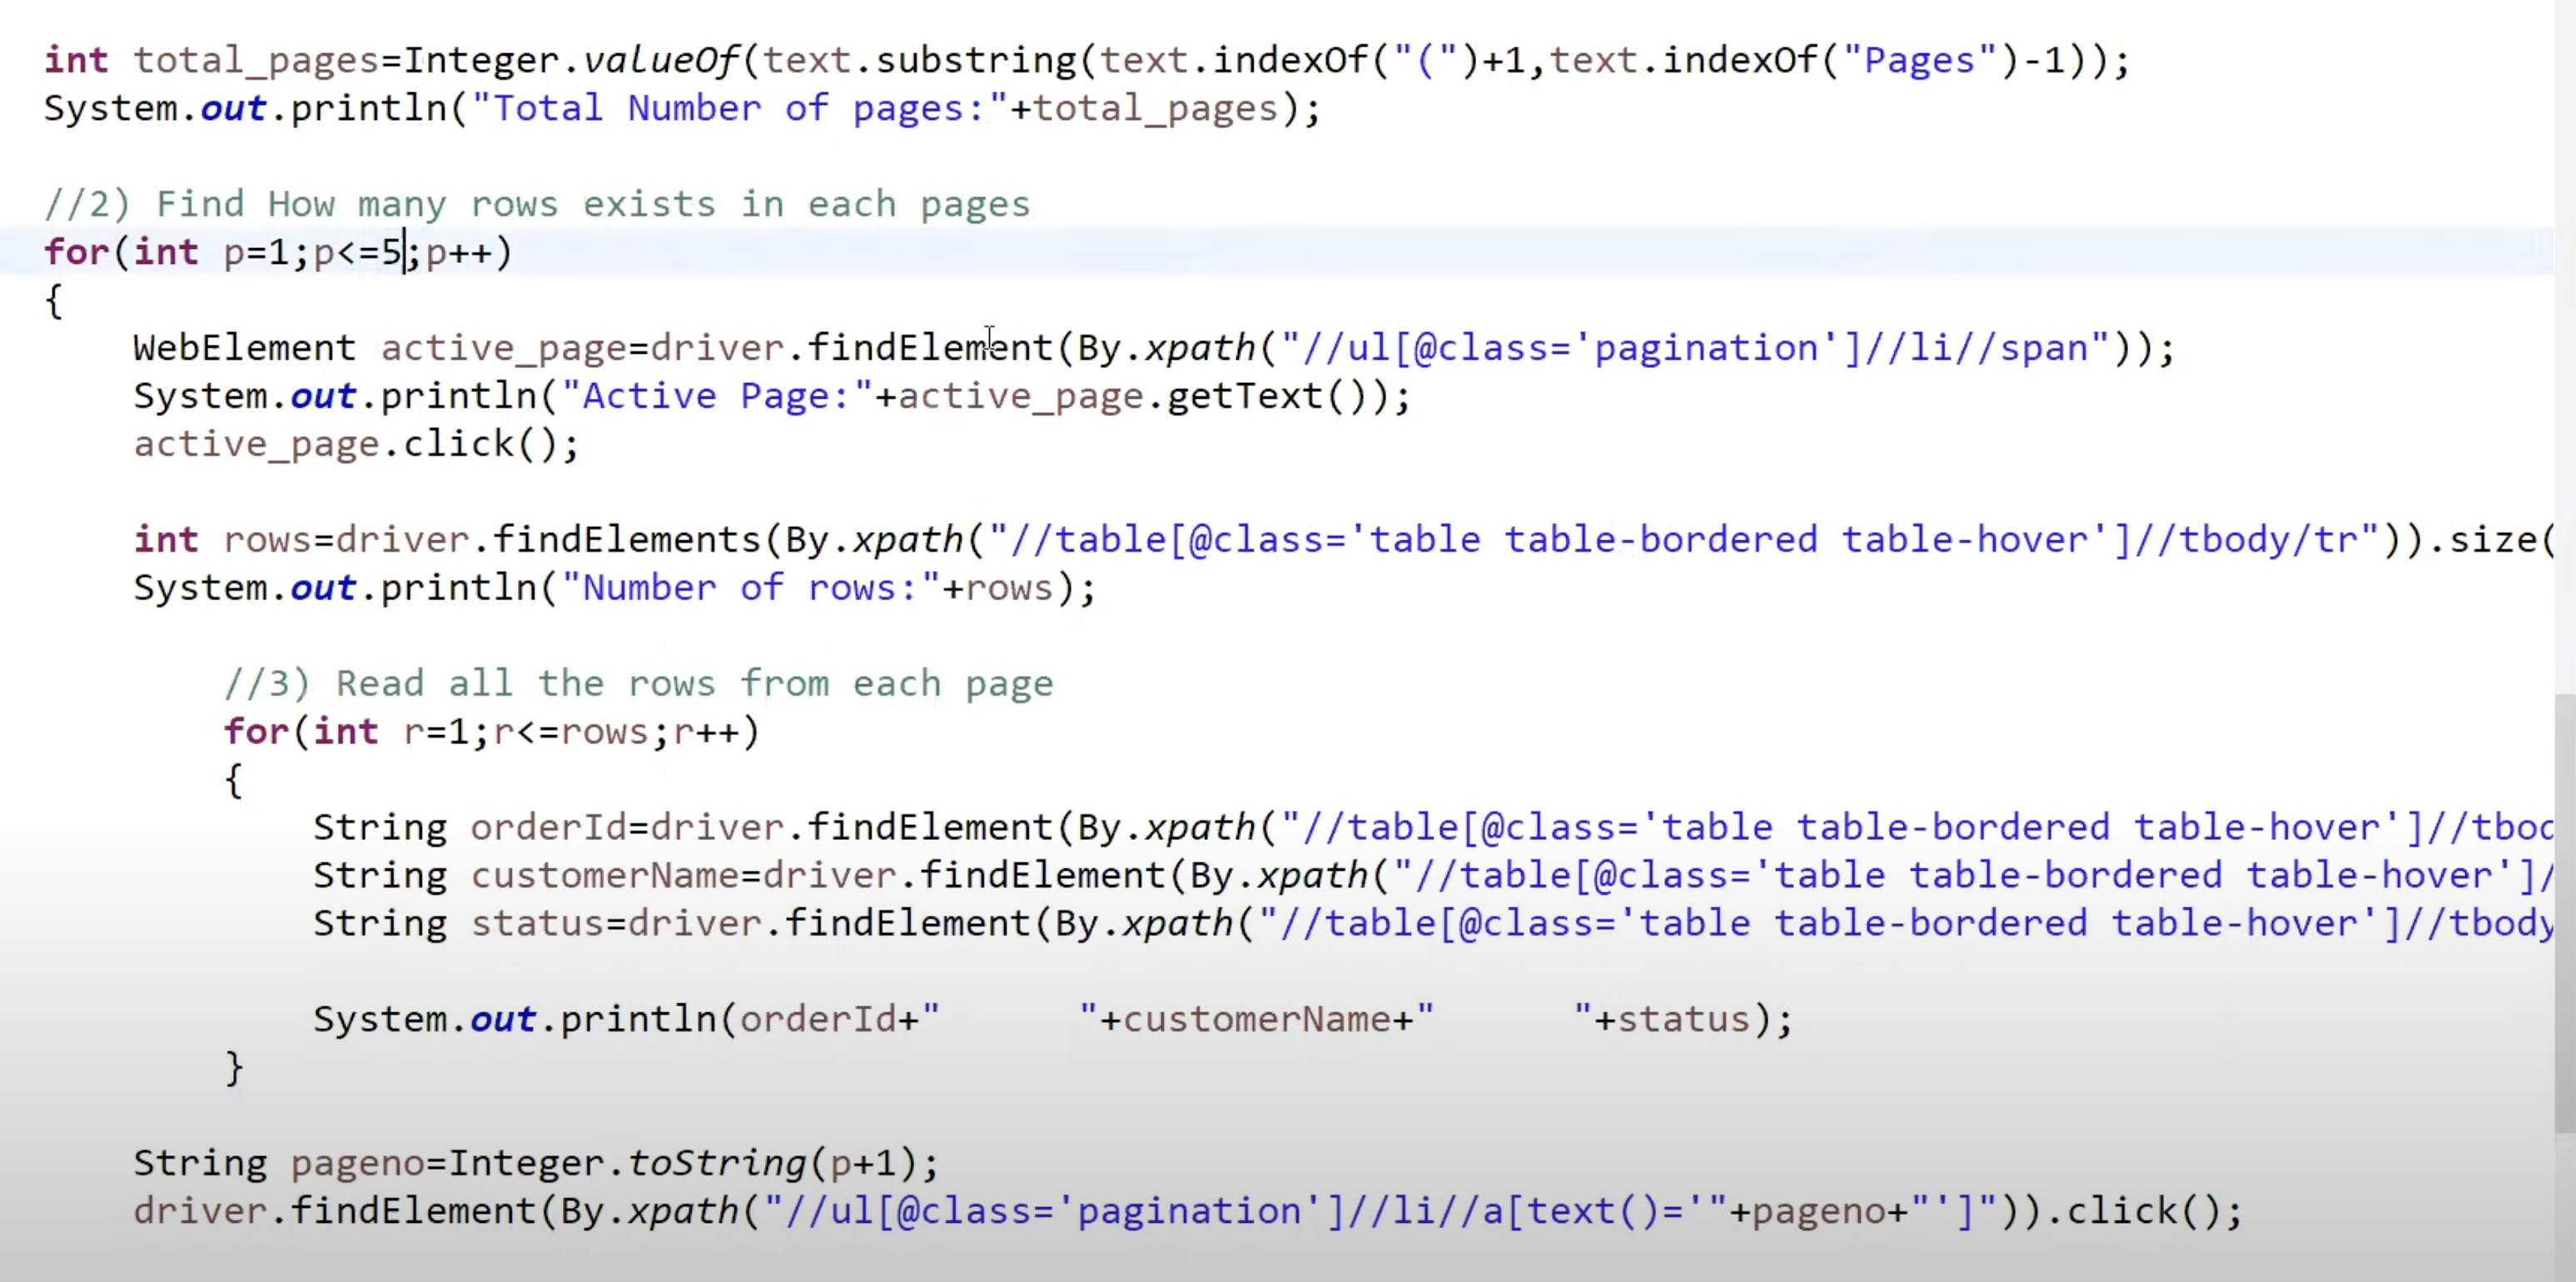 int total_pages=Integer.valueOf(text.substring(text.indexOf("(")+1,text.indexOf("Pages")-1));
System.out.println("Total Number of pages:"+total_pages);
//2) Find How many rows exists in each pages
for(int p=1;p<=5;p++)
{
WebElement active_page=driver.findElement(By.xpath("//ul[@class='pagination']//li//span"));
System.out.println("Active Page:"+active_page.getText());
active_page.click();
int rows=driver.findElements(By.xpath("//table[@class='table table-bordered table-hover']//tbody/tr")).size(
System.out.println("Number of rows:"+rows);
//3) Read all the rows from each page
for(int r=1;r<=rows;r++)
{
String orderId=driver.findElement(By.xpath("//table[@class='table table-bordered table-hover']//tbod
String customerName=driver.findElement(By.xpath("//table[@class='table table-bordered table-hover']/
String status=driver.findElement(By.xpath("//table[@class='table table-bordered table-hover']//tbody
System.out.println(orderId+"      "+customerName+"      "+status);
}
String pageno=Integer.toString(p+1);
driver.findElement(By.xpath("//ul[@class='pagination']//li//a[text()='"+pageno+"']")).click();